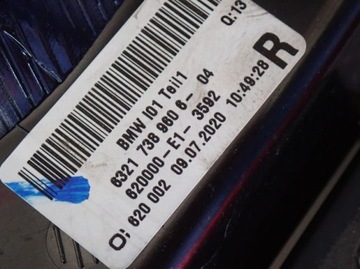 Q:13
BMW I01 Teil1
6321 738 960 6- 04
620000-E1- 3592
O: 620 002 09.07.2020 10:49:28
R